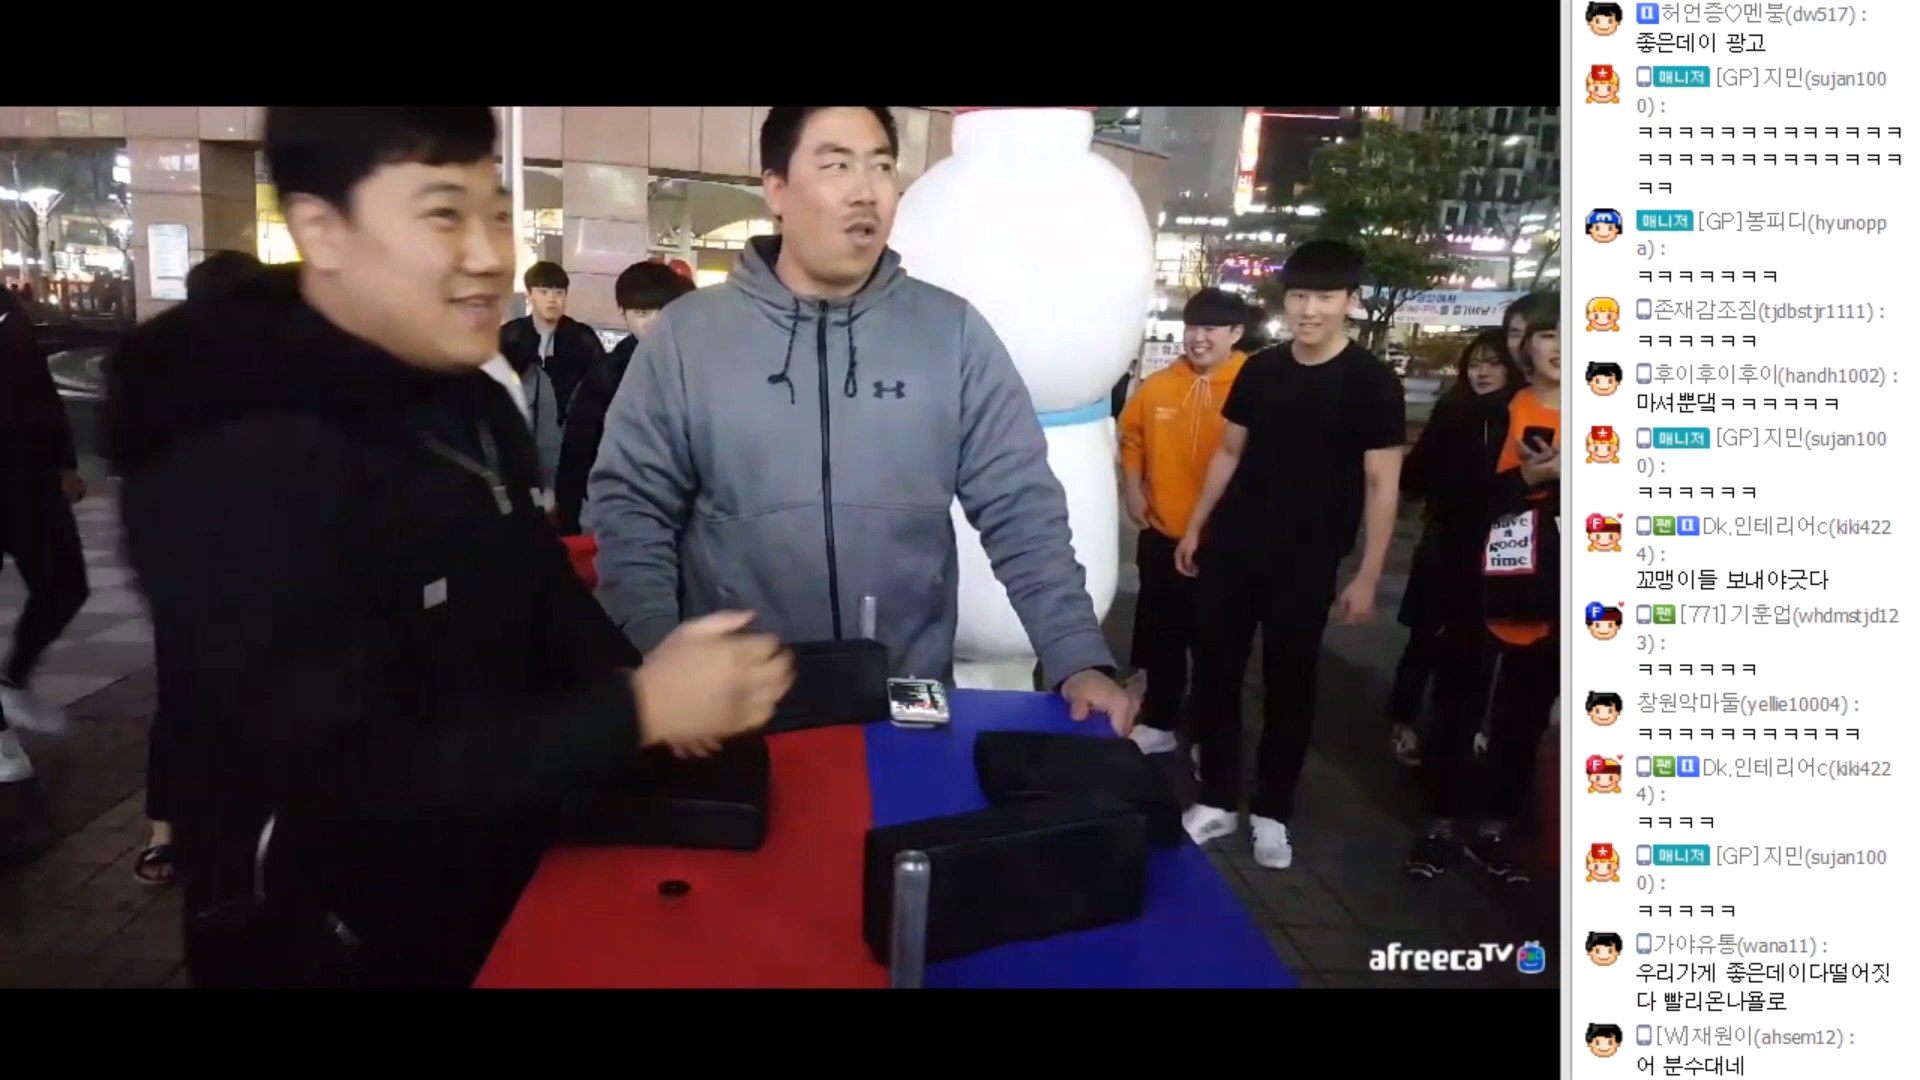 허언증♡멘붕(dw517) :
좋은데이 광고
매니저 [GP]지민(sujan100
0) :
ㅋㅋㅋㅋㅋㅋㅋㅋㅋㅋㅋㅋㅋ
ㅋㅋㅋㅋㅋㅋㅋㅋㅋㅋㅋㅋㅋ
ㅋㅋ
매니저 [GP]봉피디(hyunopp
a) :
ㅋㅋㅋㅋㅋㅋㅋ
존재감조짐(tjdbstjr1111) :
ㅋㅋㅋㅋㅋㅋ
후이후이후이(handh1002) :
마셔뿐댘ㅋㅋㅋㅋㅋㅋ
매니저 [GP]지민(sujan100
0) :
ㅋㅋㅋㅋㅋㅋ
팬 Dk,인테리어c(kiki422
4) :
꼬맹이들 보내야긋다
팬 [771]기훈업(whdmstjd12
3) :
ㅋㅋㅋㅋㅋㅋ
창원악마둘(yellie10004) :
ㅋㅋㅋㅋㅋㅋㅋㅋㅋㅋㅋ
팬 Dk,인테리어c(kiki422
4) :
ㅋㅋㅋㅋ
매니저 [GP]지민(sujan100
0) :
ㅋㅋㅋㅋㅋ
가야유통(wana11) :
우리가게 좋은데이다떨어짓
다 빨리온나욜로
[W]재원이(ahsem12) :
어 분수대네
have
a
good
time
afreecaTV